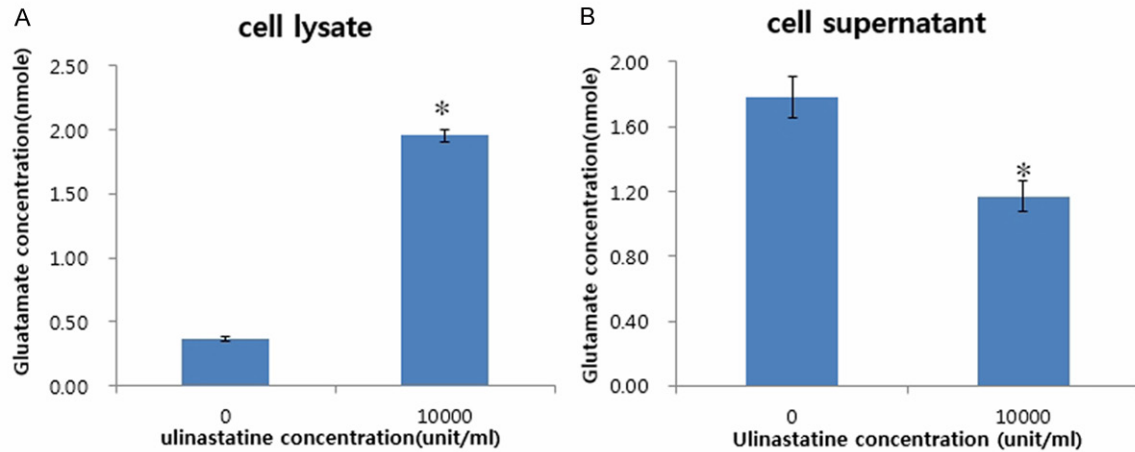 A
cell lysate
Gluatamate concentration(nmole)
2.50
2.00
1.50
1.00
0.50
0.00
*
0
10000
ulinastatine concentration(unit/ml)
B
cell supernatant
Glutamate concentration(nmole)
2.00
1.60
1.20
0.80
0.40
0.00
*
0
10000
Ulinastatine concentration (unit/ml)